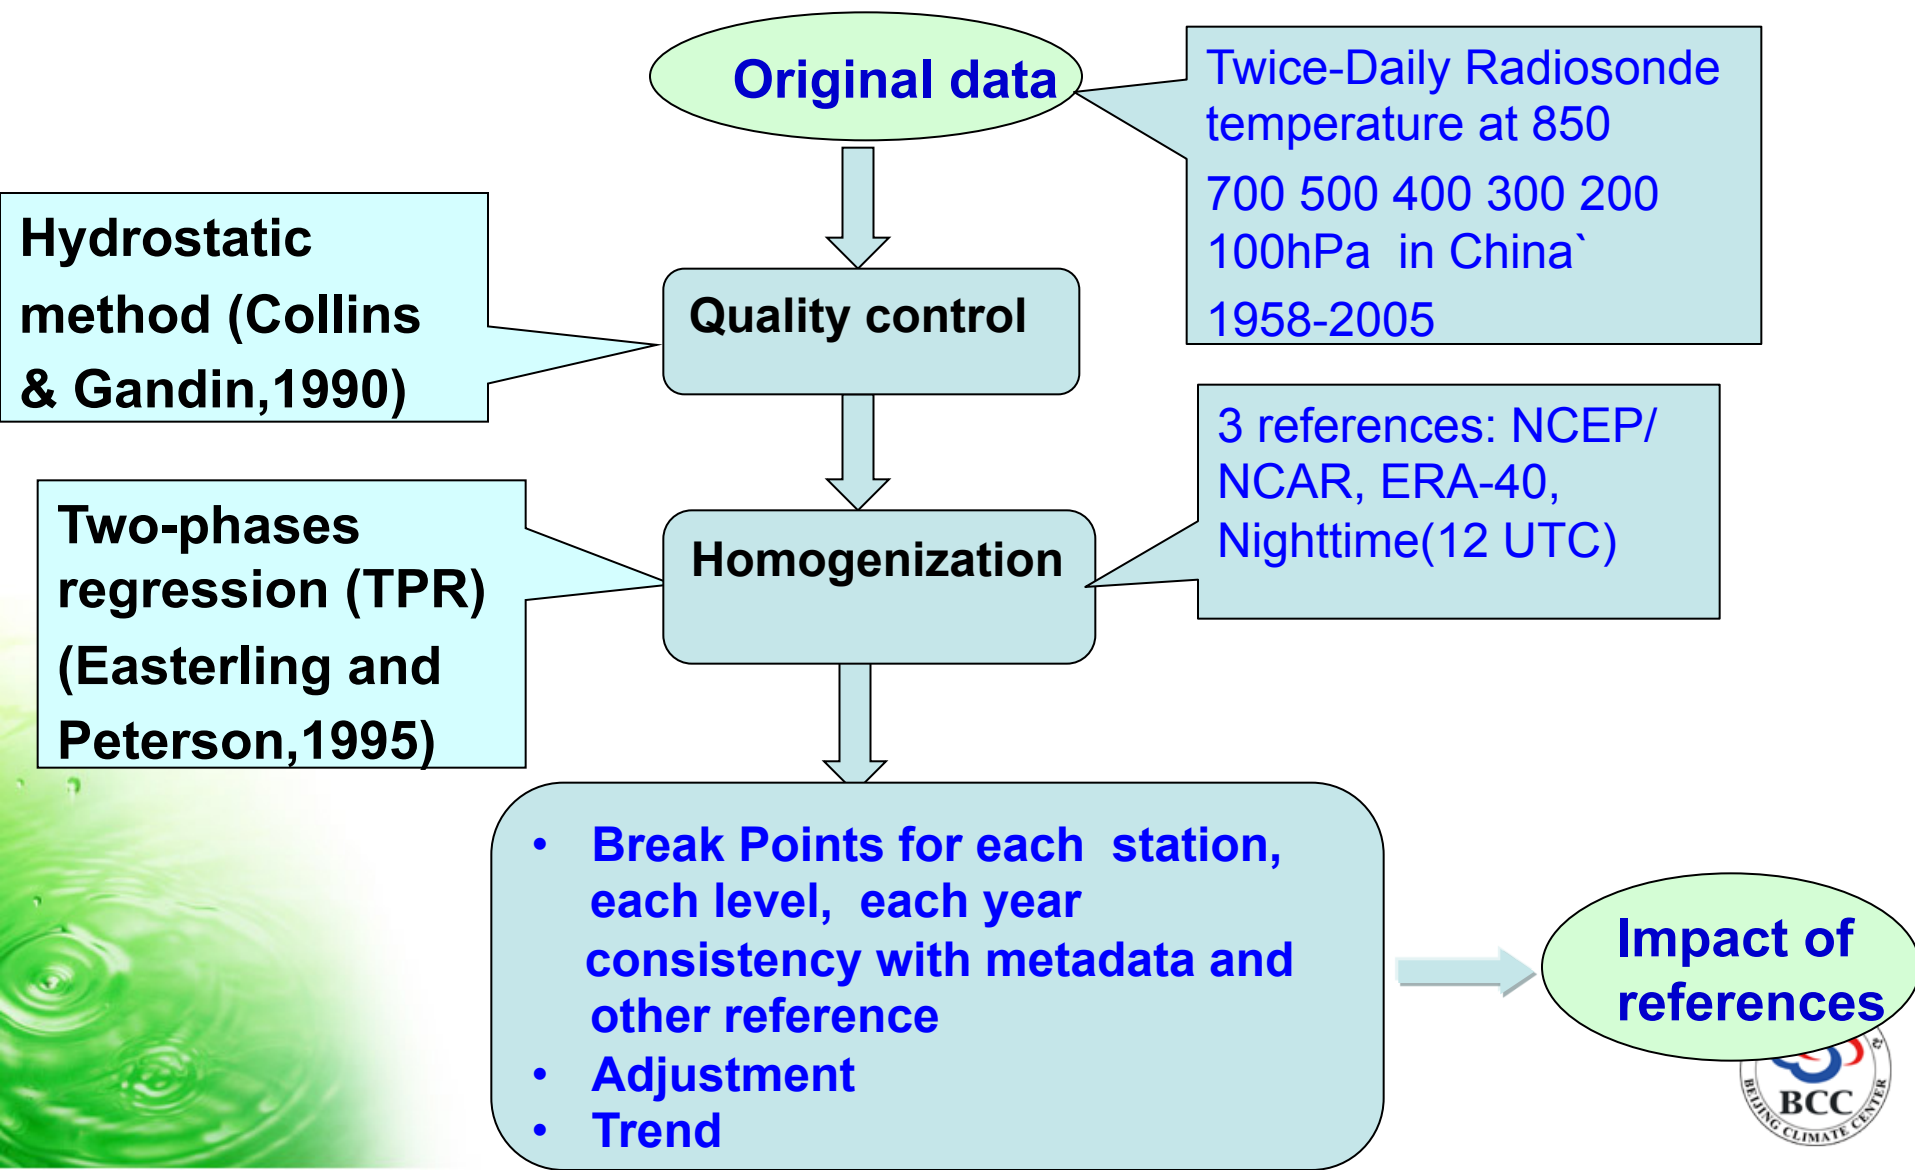 Original data
Twice-Daily Radiosonde
temperature at 850
700 500 400 300 200
100hPa in China`
1958-2005
Hydrostatic
method (Collins
& Gandin,1990)
Quality control
3 references: NCEP/
NCAR, ERA-40,
Nighttime(12 UTC)
Two-phases
regression (TPR)
(Easterling and
Peterson,1995)
Homogenization
• Break Points for each station,
each level, each year
consistency with metadata and
other reference
• Adjustment
• Trend
Impact of
references
BCC
BEIJING CLIMATE CENTER